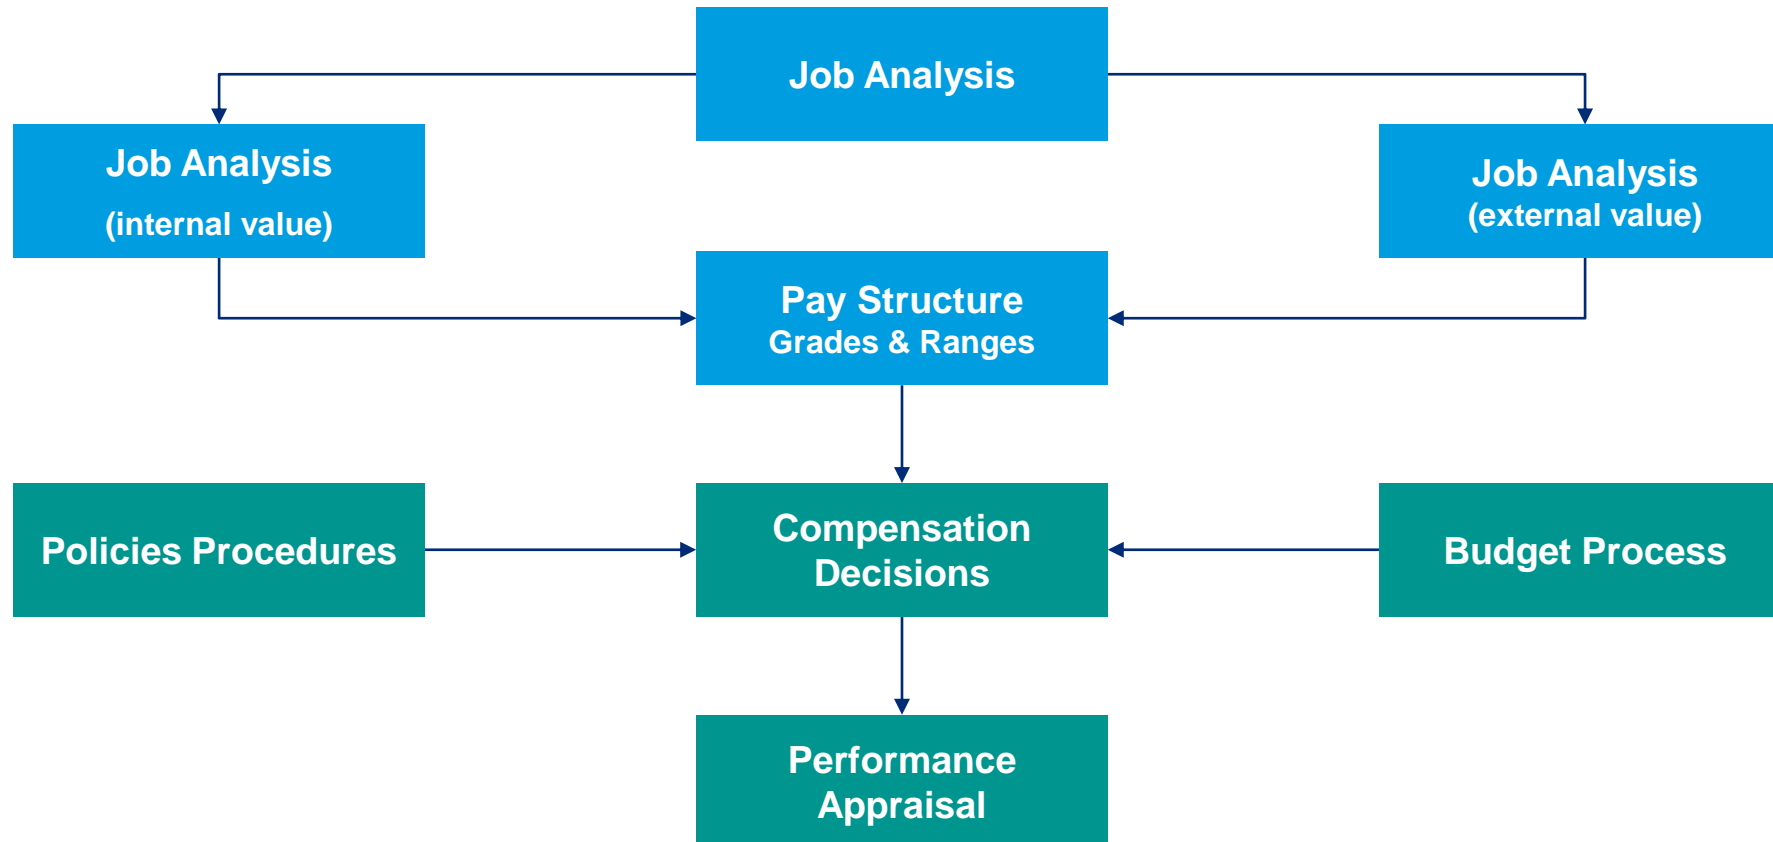 Job Analysis
Job Analysis
(internal value)
Job Analysis
(external value)
Pay Structure
Grades & Ranges
Policies Procedures
Compensation
Decisions
Budget Process
Performance
Appraisal